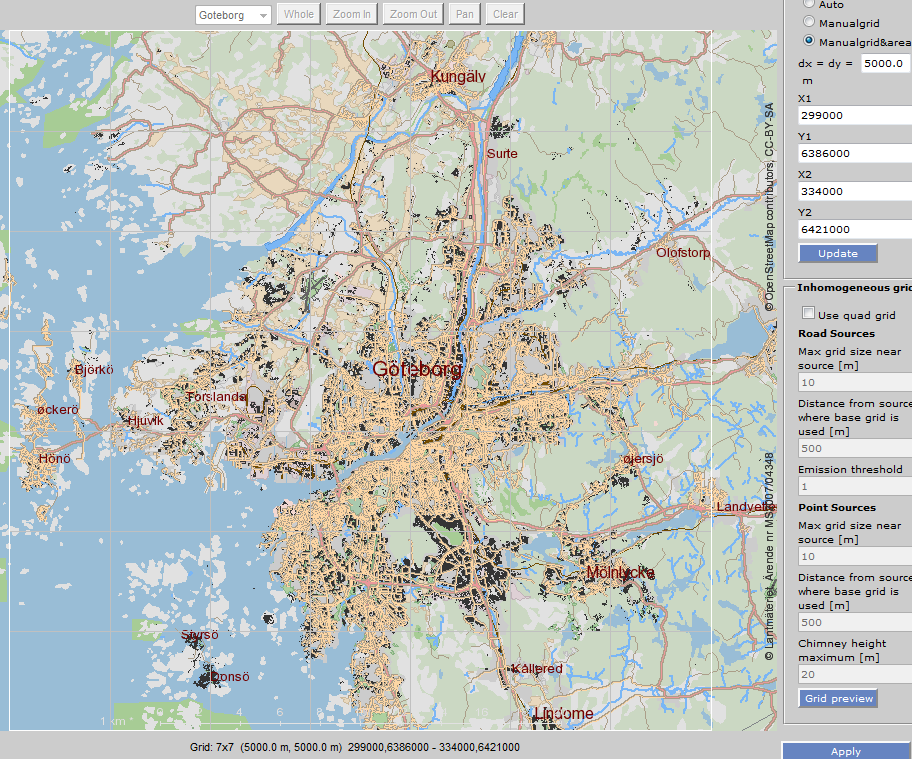 Goteborg
Whole
Zoom In
Zoom Out
Pan
Clear
Kungälv
Surte
Olofstorp
Björkö
Göteborg
Torslanda
øckerö
Hjuvik
Hönö
øjersjö
Landvette
Mölnlycke
Styrsö
Donsö
Kållered
Lindome
1 km
4
6
8
© OpenStreetMap contributors, CC-BY-SA
© Lantmäteriet, Ärende nr MS2007/04348
Grid: 7x7 (5000.0 m, 5000.0 m) 299000,6386000 - 334000,6421000
Auto
Manualgrid
Manualgrid&area
dx = dy = 5000.0
m
X1
299000
Y1
6386000
X2
334000
Y2
6421000
Update
Inhomogeneous gri
Use quad grid
Road Sources
Max grid size near
source [m]
10
Distance from source
where base grid is
used [m]
500
Emission threshold
1
Point Sources
Max grid size near
source [m]
10
Distance from source
where base grid is
used [m]
500
Chimney height
maximum [m]
20
Grid preview
Apply